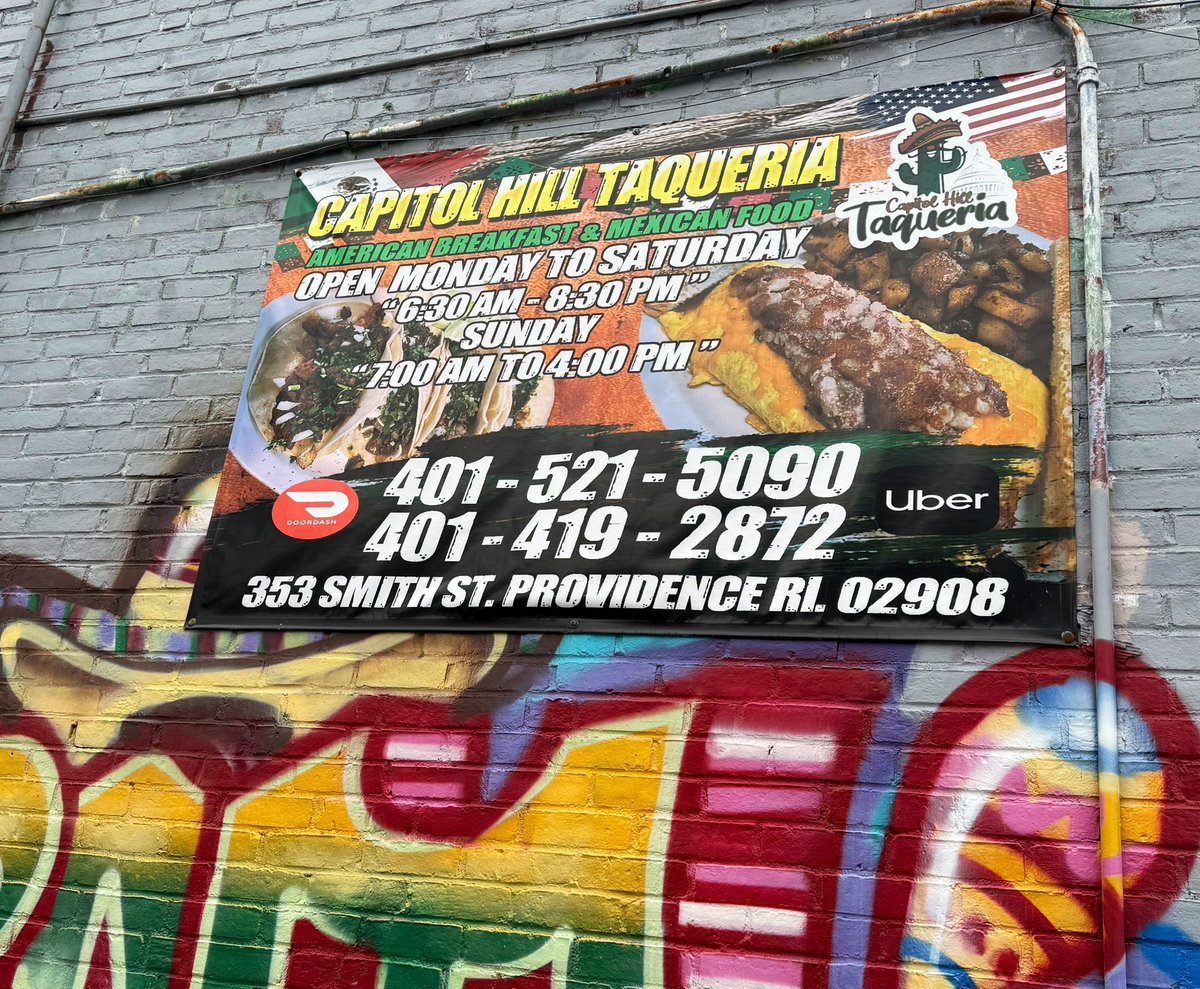 CAPITOL HILL TAQUERIA
Capitol Hill
Taqueria
AMERICAN BREAKFAST & MEXICAN FOOD
OPEN MONDAY TO SATURDAY
"6:30 AM - 8:30 PM"
SUNDAY
"7:00 AM TO 4:00 PM"
401 - 521 - 5090
DOORDASH
Uber
401 - 419 - 2872
353 SMITH ST. PROVIDENCE RI. 02908